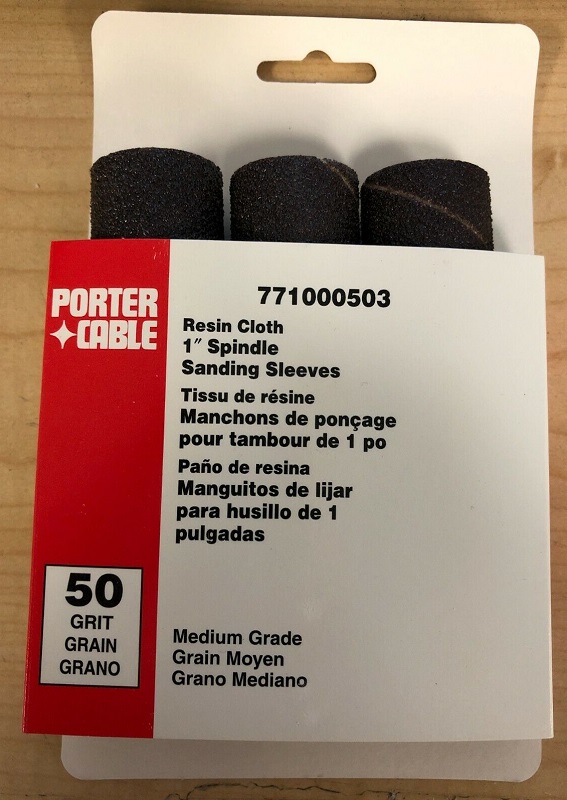 771000503
PORTER
CABLE
Resin Cloth
1" Spindle
Sanding Sleeves
Tissu de résine
Manchons de ponçage
pour tambour de 1 po
Paño de resina
Manguitos de lijar
para husillo de 1
pulgadas
50
GRIT
GRAIN
GRANO
Medium Grade
Grain Moyen
Grano Mediano